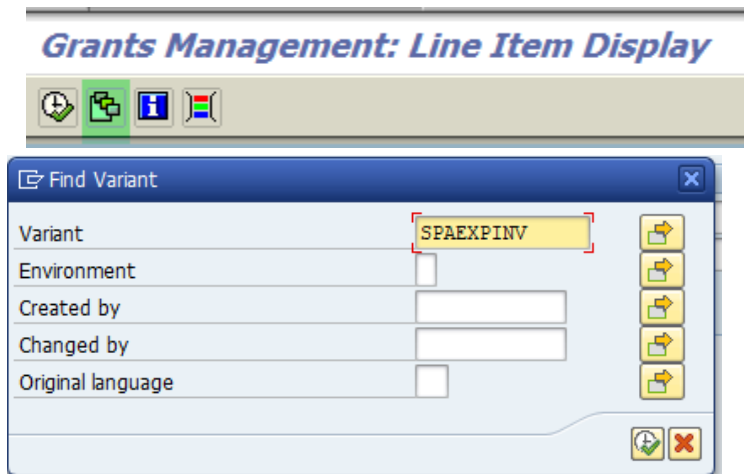 Grants Management: Line Item Display
Find Variant
Variant SPAEXPINV
Environment
Created by
Changed by
Original language